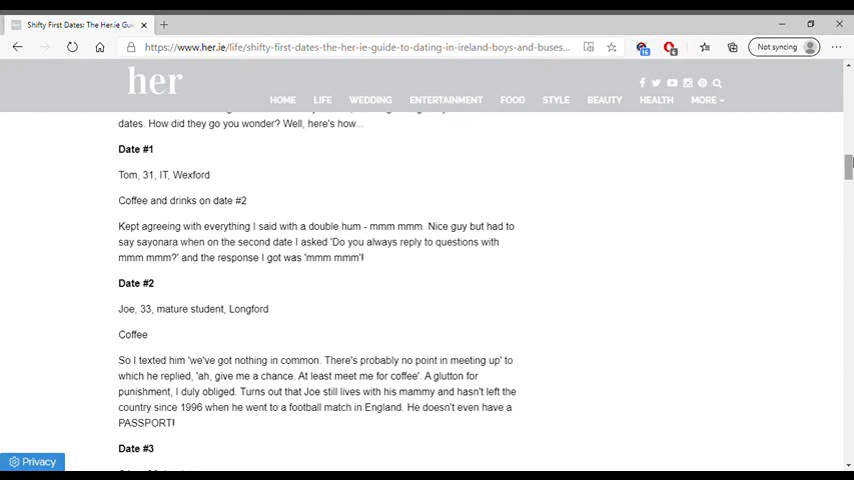 Shifty First Dates: The Her.ie Gui
Not syncing
https://www.her.ie/life/shifty-first-dates-the-her-ie-guide-to-dating-in-ireland-boys-and-buses...
her
HOME LIFE WEDDING ENTERTAINMENT FOOD STYLE BEAUTY HEALTH MORE
dates. How did they go you wonder? Well, here's how...
Date #1
Tom, 31, IT, Wexford
Coffee and drinks on date #2
Kept agreeing with everything I said with a double hum - mmm mmm. Nice guy but had to
say sayonara when on the second date I asked 'Do you always reply to questions with
mmm mmm?' and the response I got was 'mmm mmm'!
Date #2
Joe, 33, mature student, Longford
Coffee
So I texted him 'we've got nothing in common. There's probably no point in meeting up' to
which he replied, 'ah, give me a chance. At least meet me for coffee'. A glutton for
punishment, I duly obliged. Turns out that Joe still lives with his mammy and hasn't left the
country since 1996 when he went to a football match in England. He doesn't even have a
PASSPORT!
Date #3
Privacy